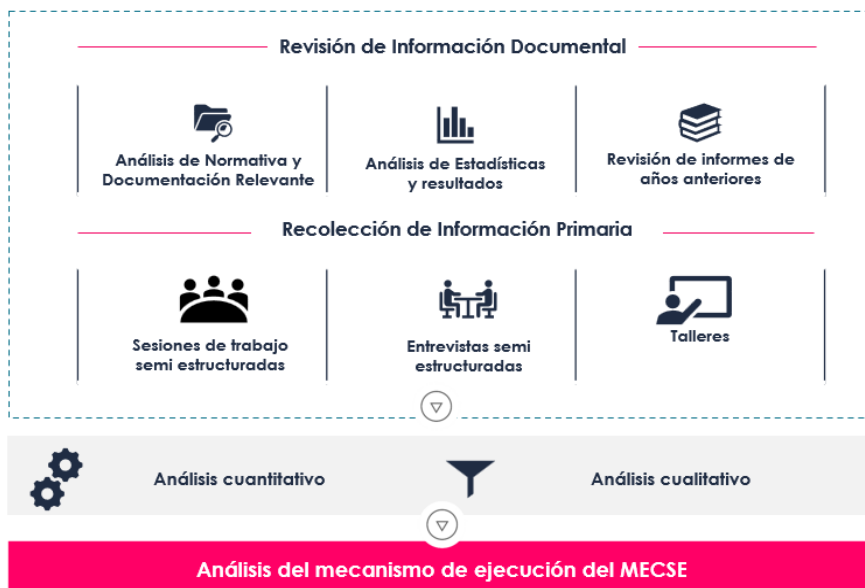 Revisión de Información Documental
Análisis de Normativa y
Documentación Relevante
Análisis de Estadísticas
y resultados
Revisión de informes de
años anteriores
Recolección de Información Primaria
Sesiones de trabajo
semi estructuradas
Entrevistas semi
estructuradas
Talleres
Análisis cuantitativo
Análisis cualitativo
Análisis del mecanismo de ejecución del MECSE